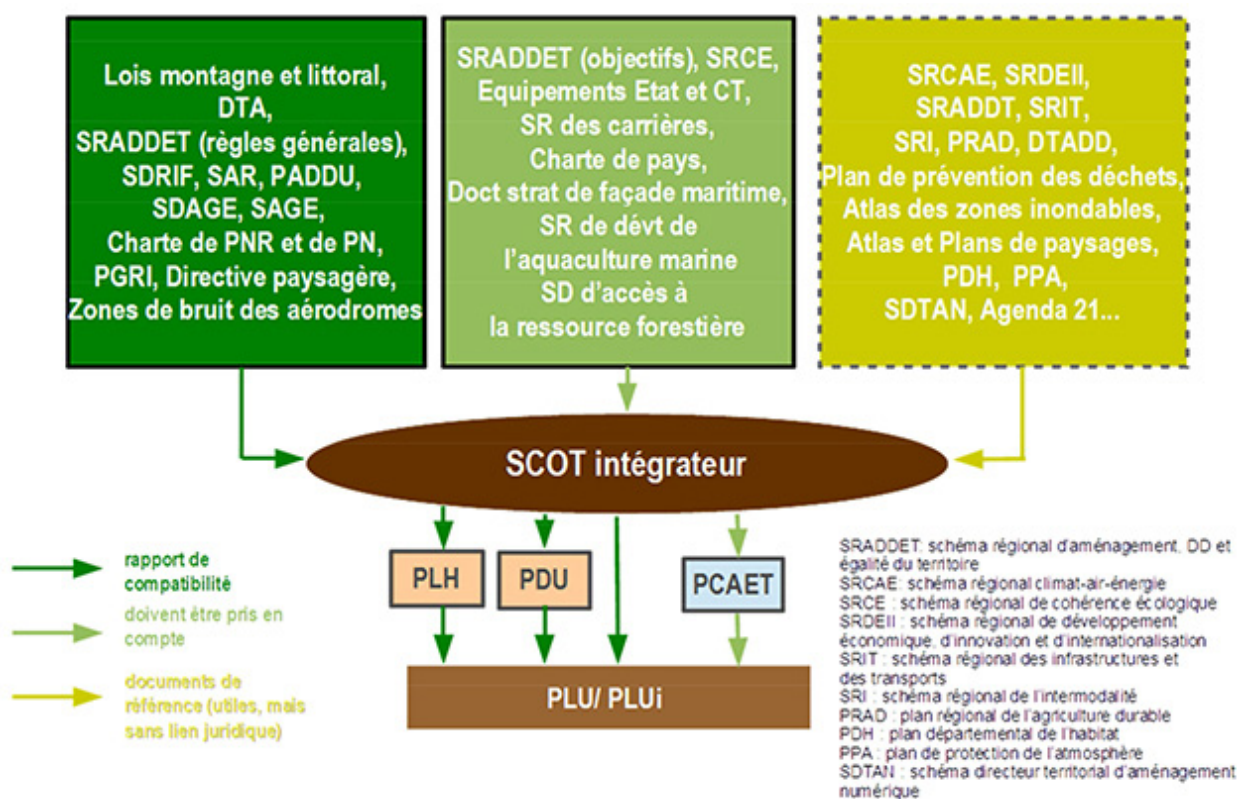 Lois montagne et littoral,
DTA,
SRADDET (règles générales),
SDRIF, SAR, PADDU,
SDAGE, SAGE,
Charte de PNR et de PN,
PGRI, Directive paysagère,
Zones de bruit des aérodromes
SRADDET (objectifs), SRCE,
Equipements Etat et CT,
SR des carrières,
Charte de pays,
Doct strat de façade maritime,
SR de dévt de
l'aquaculture marine
SD d'accès à
la ressource forestière
SRCAE, SRDEII,
SRADDT, SRIT,
SRI, PRAD, DTADD,
Plan de prévention des déchets,
Atlas des zones inondables,
Atlas et Plans de paysages,
PDH, PPA,
SDTAN, Agenda 21...
SCOT intégrateur
PLH
PDU
PCAET
PLU/ PLUi
rapport de
compatibilité
doivent être pris en
compte
documents de
référence (utiles, mais
sans lien juridique)
SRADDET: schéma régional d'aménagement, DD et
égalité du territoire
SRCAE: schéma régional climat-air-énergie
SRCE : schéma régional de cohérence écologique
SRDEII : schéma régional de développement
économique, d'innovation et d'internationalisation
SRIT : schéma régional des infrastructures et
des transports
SRI : schéma régional de l'intermodalité
PRAD : plan régional de l'agriculture durable
PDH : plan départemental de l'habitat
PPA : plan de protection de l'atmosphère
SDTAN : schéma directeur territorial d'aménagement
numérique